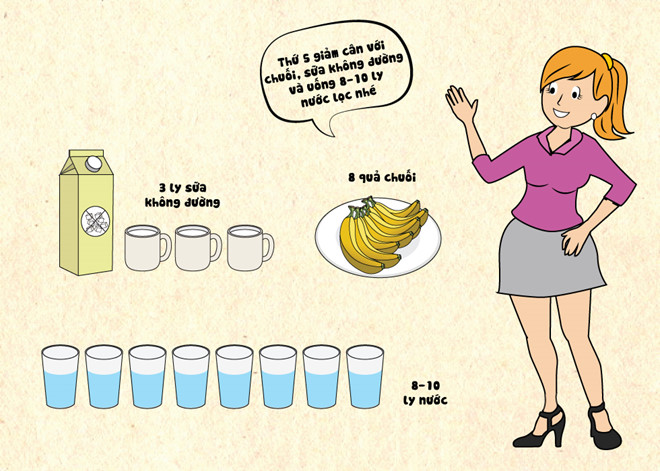 Thứ 5 giảm cân với
chuối, sữa không đường
và uống 8-10 ly
nước lọc nhé
3 ly sữa
không đường
8 quả chuối
8-10
ly nước